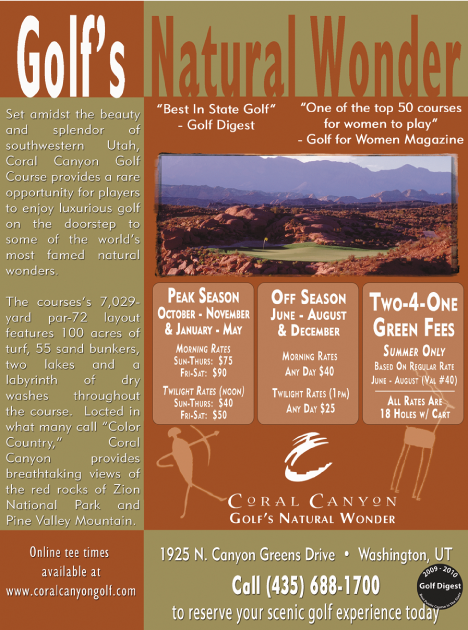 Golf's Natural Wonder
Set amidst the beauty
and splendor of
southwestern Utah,
Coral Canyon Golf
Course provides a rare
opportunity for players
to enjoy luxurious golf
on the doorstep to
some of the world's
most famed natural
wonders.
The courses's 7,029-
yard par-72 layout
features 100 acres of
turf, 55 sand bunkers,
two lakes and a
labyrinth of dry
washes throughout
the course. Locted in
what many call "Color
Country," Coral
Canyon provides
breathtaking views of
the red rocks of Zion
National Park and
Pine Valley Mountain.
Online tee times
available at
www.coralcanyongolf.com
"Best In State Golf"
- Golf Digest
"One of the top 50 courses
for women to play"
- Golf for Women Magazine
Peak Season
October - November
& January - May
Morning Rates
Sun-Thurs: $75
Fri-Sat: $90
Twilight Rates (noon)
Sun-Thurs: $40
Fri-Sat: $50
Off Season
June - August
& December
Morning Rates
Any Day $40
Twilight Rates (1pm)
Any Day $25
Two-4-One
Green Fees
Summer Only
Based On Regular Rate
June - August (Val #40)
All Rates Are
18 Holes w/ Cart
Coral Canyon
Golf's Natural Wonder
1925 N. Canyon Greens Drive • Washington, UT
Call (435) 688-1700
to reserve your scenic golf experience today
2009 - 2010
Golf Digest